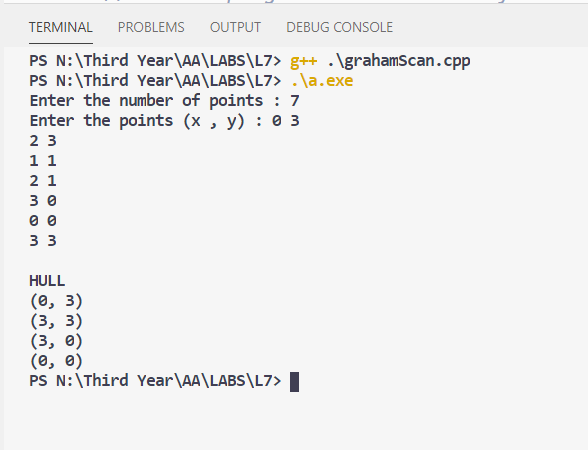 TERMINAL PROBLEMS OUTPUT DEBUG CONSOLE
PS N:\Third Year\AA\LABS\L7> g++ .\grahamScan.cpp
PS N:\Third Year\AA\LABS\L7> .\a.exe
Enter the number of points : 7
Enter the points (x , y) : 0 3
2 3
1 1
2 1
3 0
0 0
3 3
HULL
(0, 3)
(3, 3)
(3, 0)
(0, 0)
PS N:\Third Year\AA\LABS\L7>